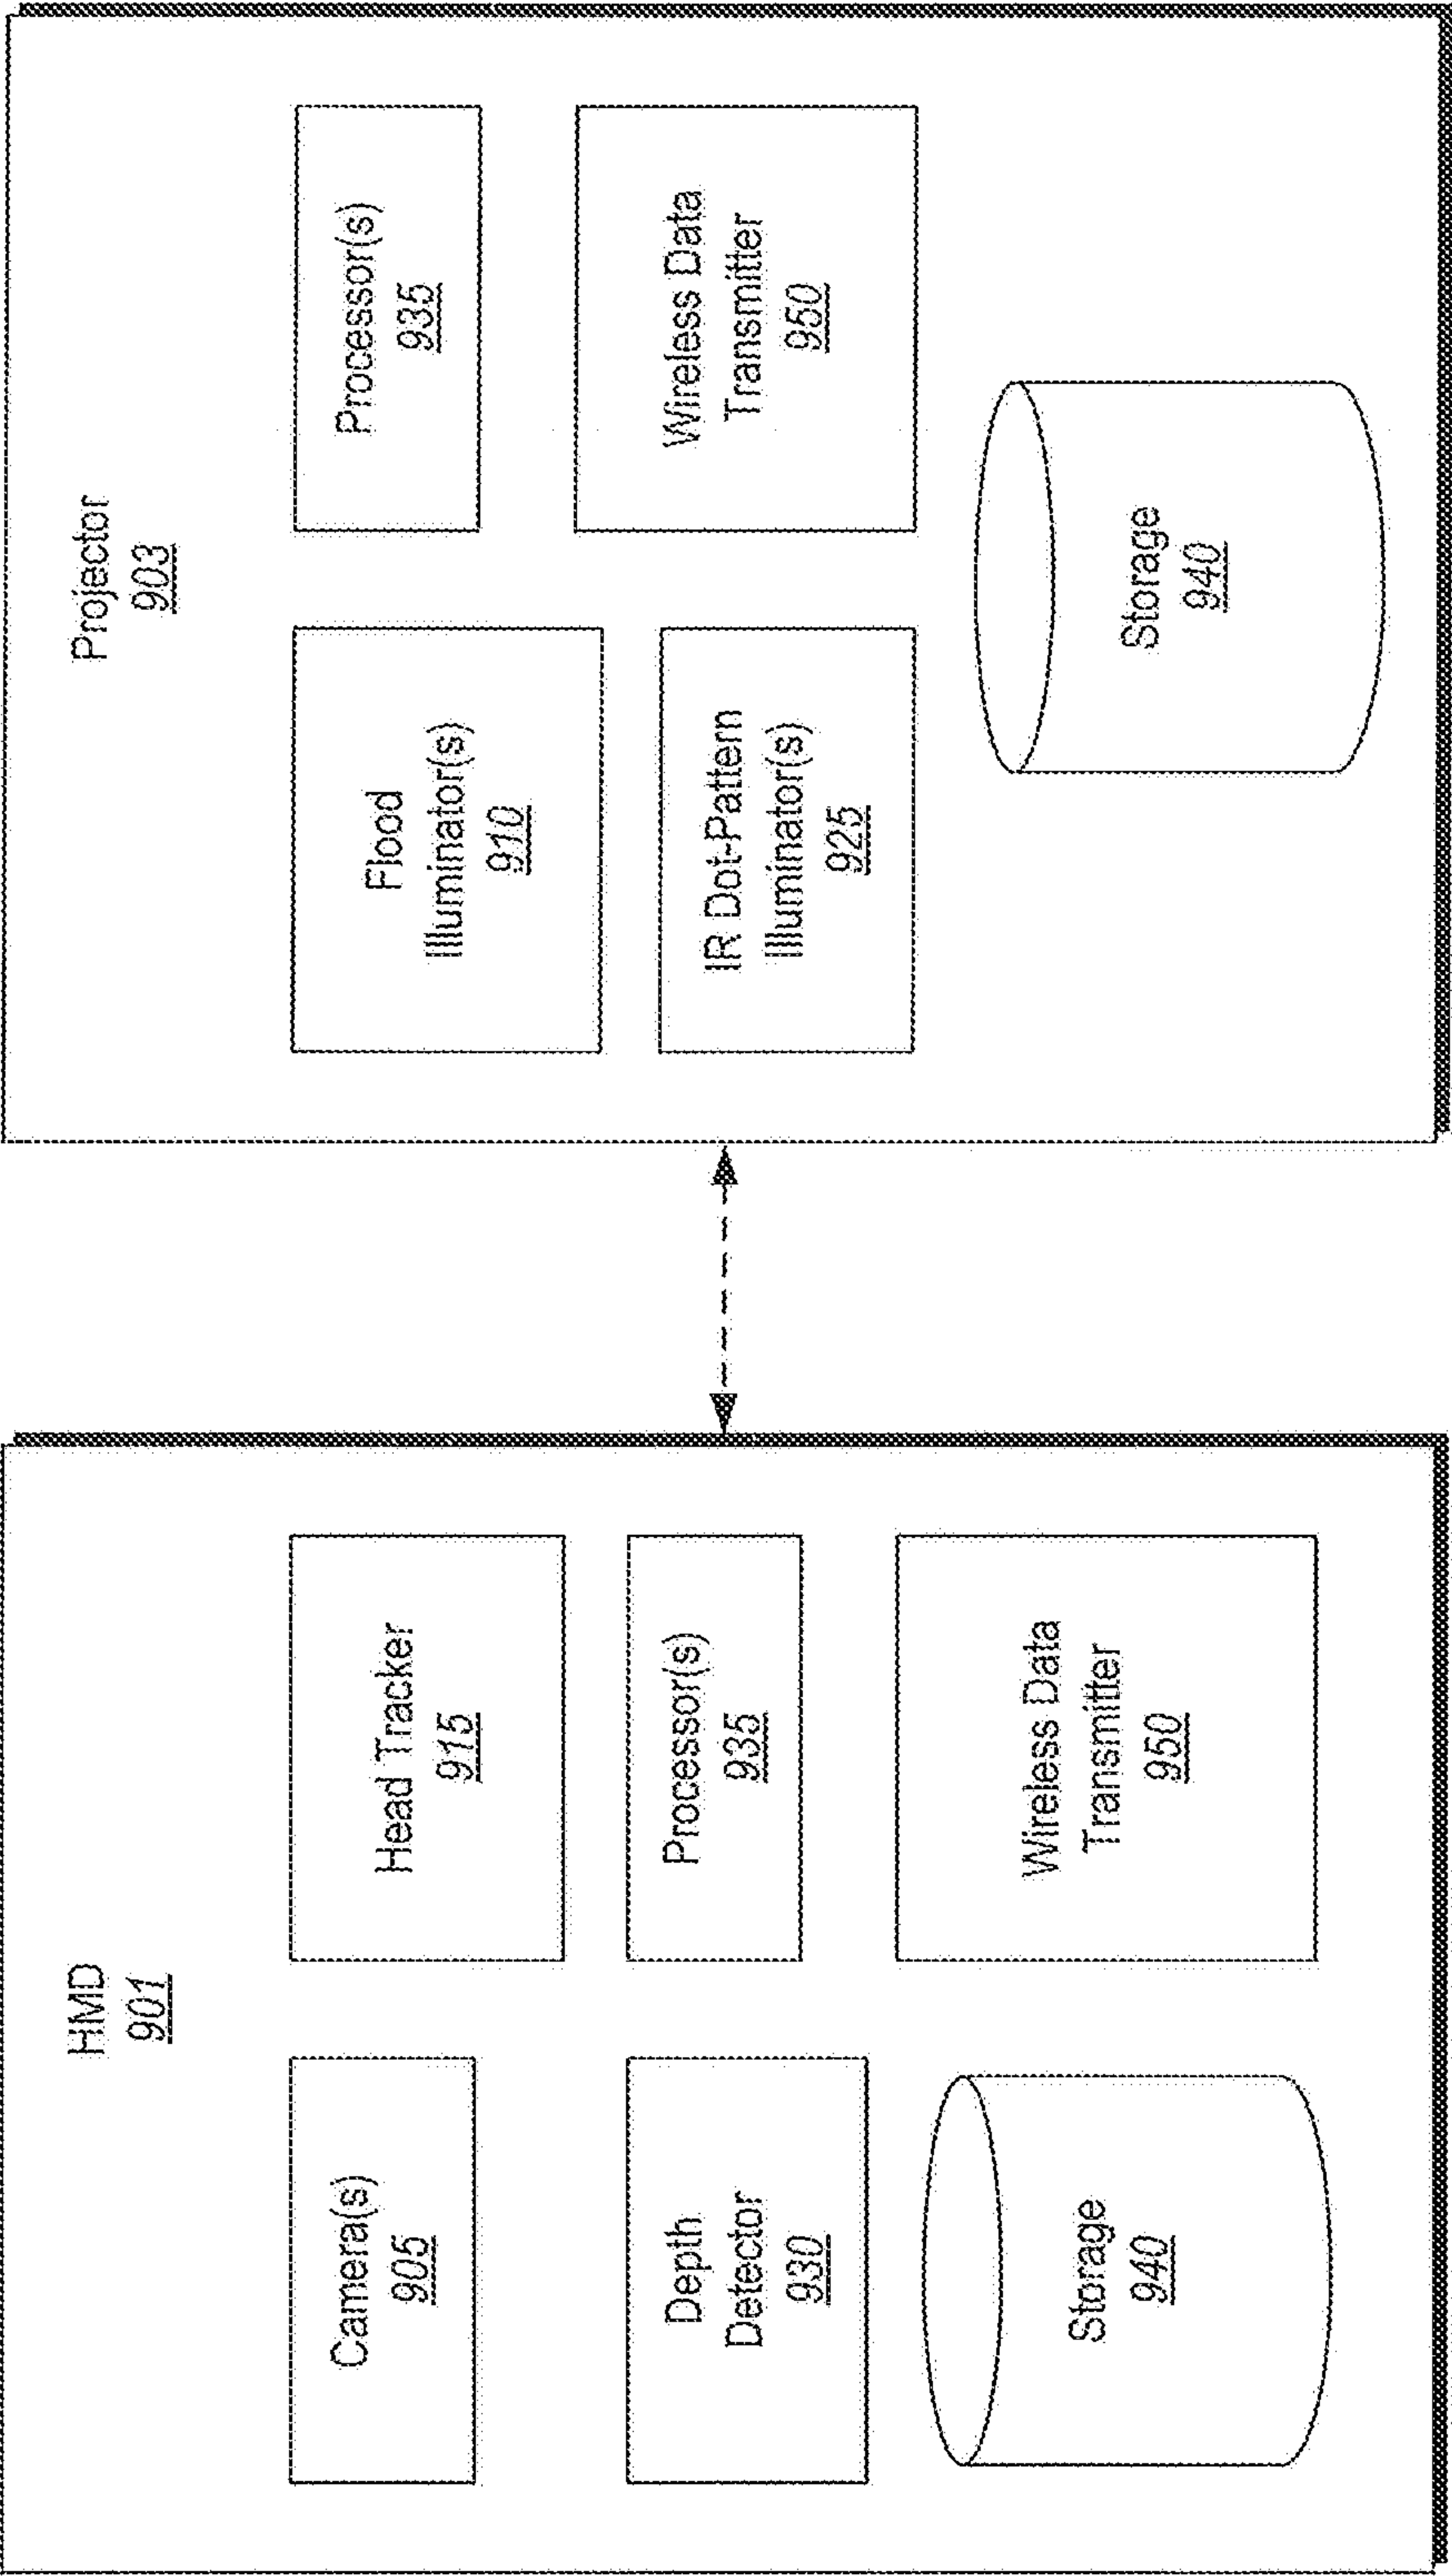 HMD
901
Camera(s)
905
Head Tracker
915
Depth
Detector
930
Processor(s)
935
Storage
940
Wireless Data
Transmitter
950
Projector
903
Flood
Illuminator(s)
910
Processor(s)
935
IR Dot-Pattern
Illuminator(s)
925
Wireless Data
Transmitter
950
Storage
940